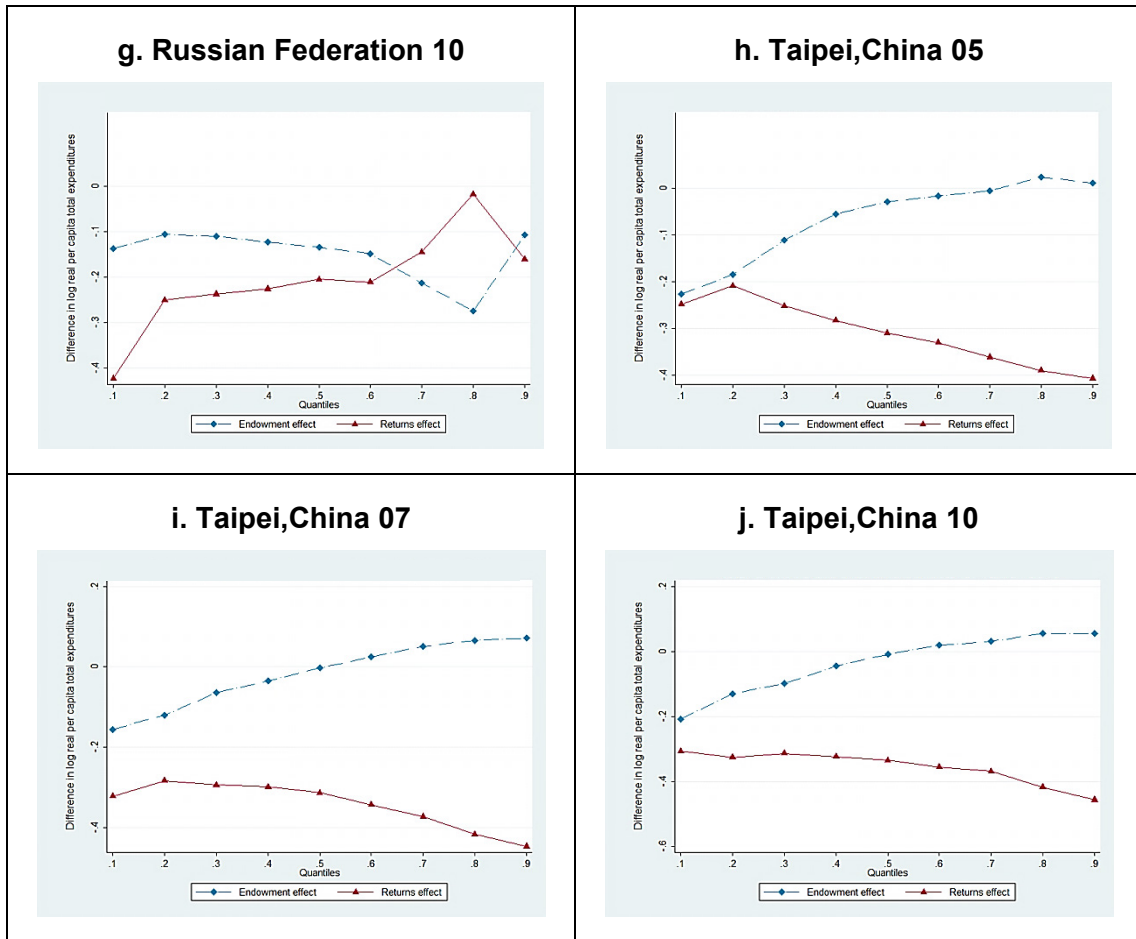 g. Russian Federation 10
Difference in log real per capita total expenditures
0
-.1
-.2
-.3
-.4
.1 .2 .3 .4 .5 .6 .7 .8 .9
Quantiles
Endowment effect Returns effect
h. Taipei,China 05
Difference in log real per capita total expenditures
0
-.1
-.2
-.3
-.4
.1 .2 .3 .4 .5 .6 .7 .8 .9
Quantiles
Endowment effect Returns effect
i. Taipei,China 07
Difference in log real per capita total expenditures
.2
0
-.2
-.4
.1 .2 .3 .4 .5 .6 .7 .8 .9
Quantiles
Endowment effect Returns effect
j. Taipei,China 10
Difference in log real per capita total expenditures
.2
0
-.2
-.4
-.6
.1 .2 .3 .4 .5 .6 .7 .8 .9
Quantiles
Endowment effect Returns effect